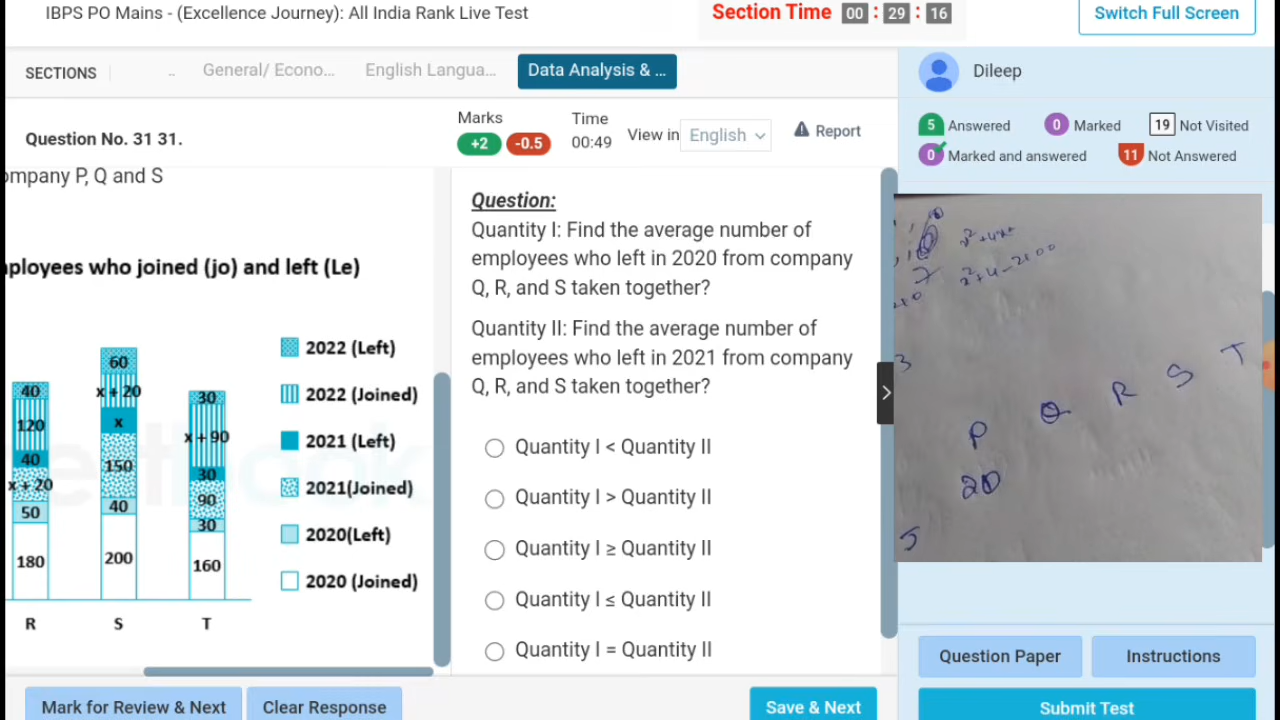 IBPS PO Mains - (Excellence Journey): All India Rank Live Test
Section Time 00 : 29 : 16
Switch Full Screen
SECTIONS
..
General/ Econo...
English Langua...
Data Analysis & ...
Dileep
Question No. 31 31.
Marks
+2 -0.5
Time
00:49
View in English
Report
5 Answered
0 Marked
19 Not Visited
0 Marked and answered
11 Not Answered
ompany P, Q and S
nployees who joined (jo) and left (Le)
40
120
40
x + 20
50
180
R
60
x + 20
x
150
40
200
S
30
x + 90
30
90
30
160
T
2022 (Left)
2022 (Joined)
2021 (Left)
2021(Joined)
2020(Left)
2020 (Joined)
Question:
Quantity I: Find the average number of
employees who left in 2020 from company
Q, R, and S taken together?
Quantity II: Find the average number of
employees who left in 2021 from company
Q, R, and S taken together?
Quantity I < Quantity II
Quantity I > Quantity II
Quantity I ≥ Quantity II
Quantity I ≤ Quantity II
Quantity I = Quantity II
P Q R S T
20
Question Paper
Instructions
Mark for Review & Next
Clear Response
Save & Next
Submit Test